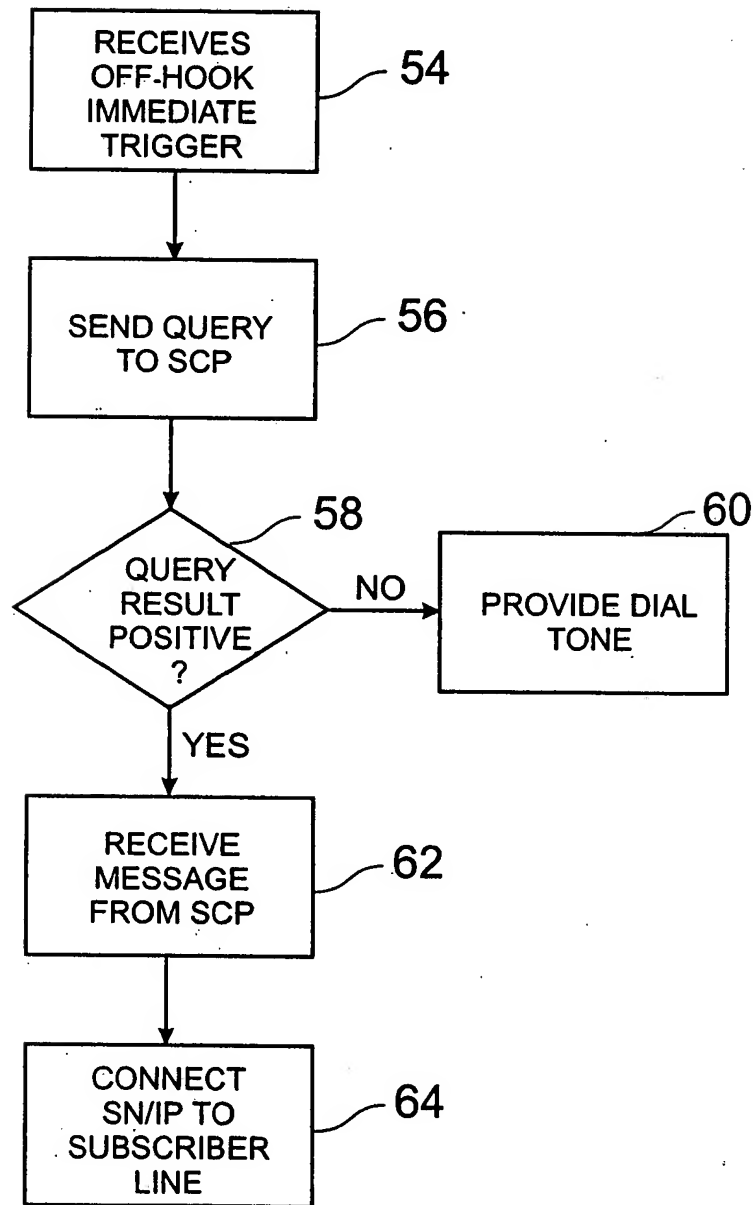 RECEIVES
OFF-HOOK
IMMEDIATE
TRIGGER
54
SEND QUERY
TO SCP
56
58
QUERY
RESULT
POSITIVE
?
NO
60
PROVIDE DIAL
TONE
YES
RECEIVE
MESSAGE
FROM SCP
62
CONNECT
SN/IP TO
SUBSCRIBER
LINE
64